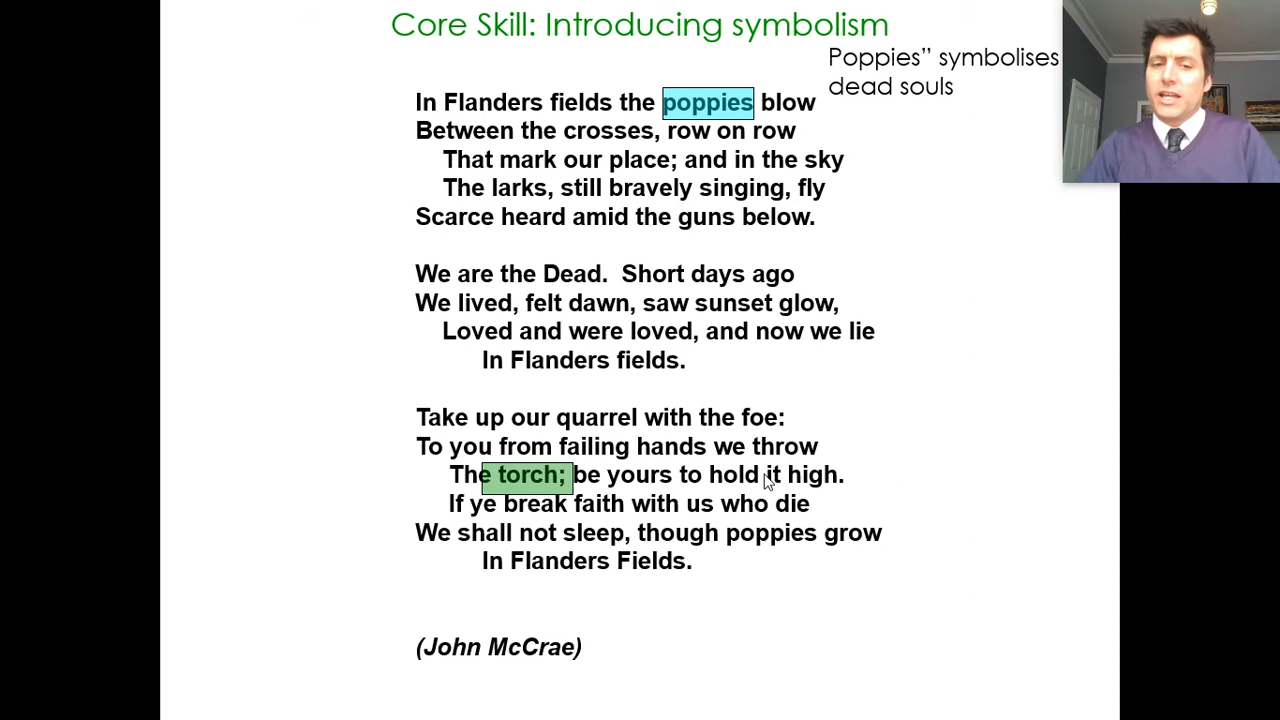 Core Skill: Introducing symbolism
Poppies” symbolises
dead souls
In Flanders fields the poppies blow
Between the crosses, row on row
That mark our place; and in the sky
The larks, still bravely singing, fly
Scarce heard amid the guns below.
We are the Dead.  Short days ago
We lived, felt dawn, saw sunset glow,
Loved and were loved, and now we lie
In Flanders fields.
Take up our quarrel with the foe:
To you from failing hands we throw
The torch; be yours to hold it high.
If ye break faith with us who die
We shall not sleep, though poppies grow
In Flanders Fields.
(John McCrae)